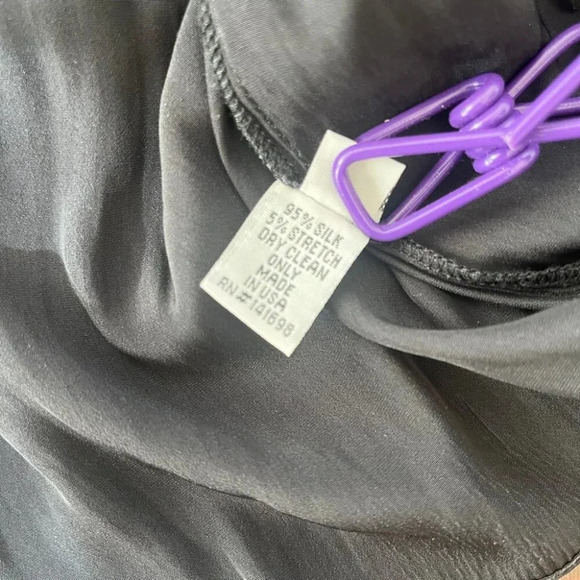 95% SILK
5% STRETCH
DRY CLEAN
ONLY
MADE
IN USA
RN# 141698